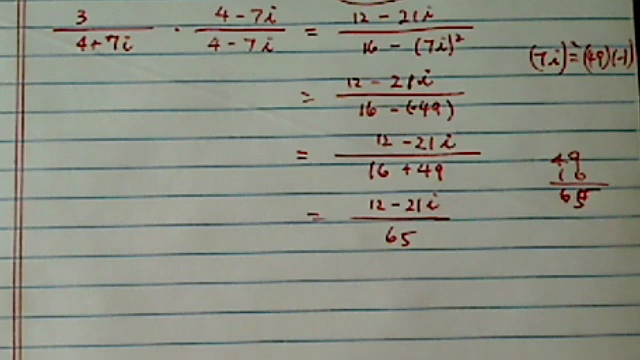 3/(4+7i) · (4-7i)/(4-7i) = (12-21i)/(16-(7i)²)
(7i)²=(49)(-1)
= (12-21i)/(16-(-49))
= (12-21i)/(16+49)
49
16
65
= (12-21i)/65